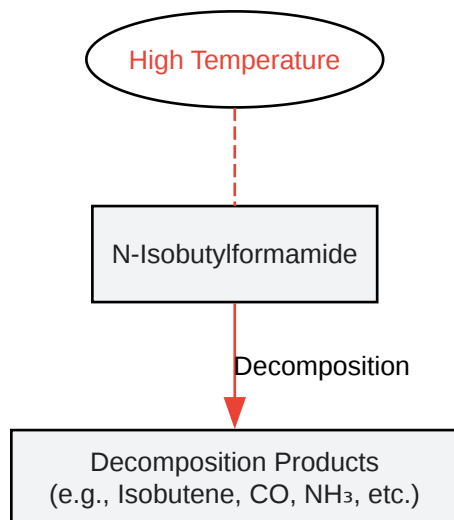 High Temperature
N-Isobutylformamide
Decomposition
Decomposition Products
(e.g., Isobutene, CO, NH₃, etc.)